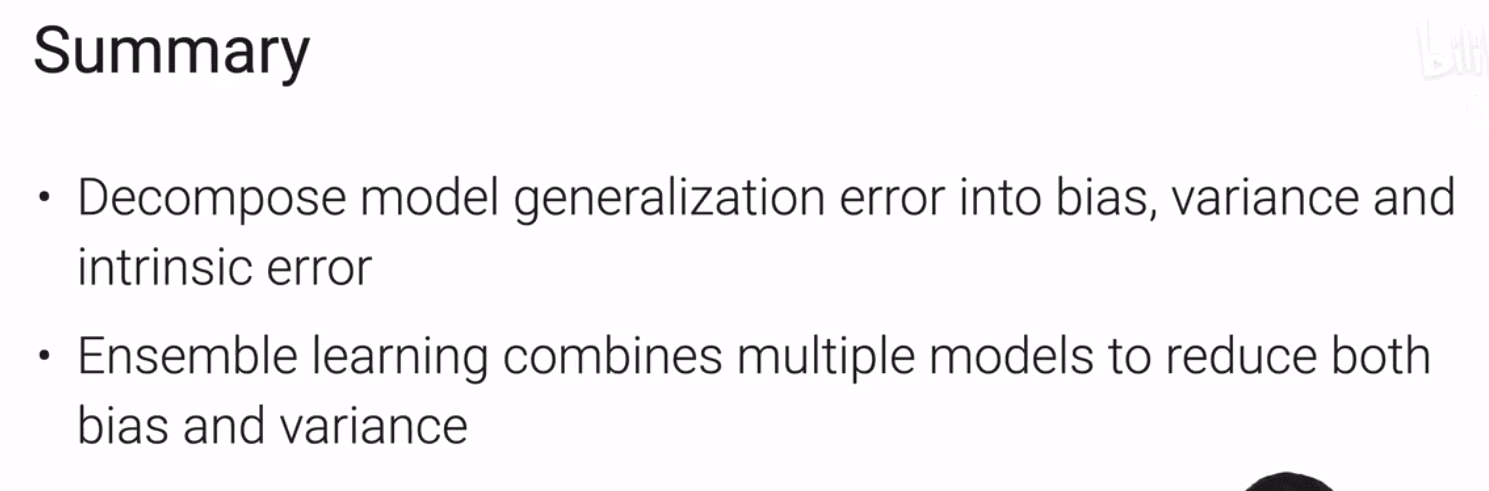 Summary
• Decompose model generalization error into bias, variance and
intrinsic error
• Ensemble learning combines multiple models to reduce both
bias and variance